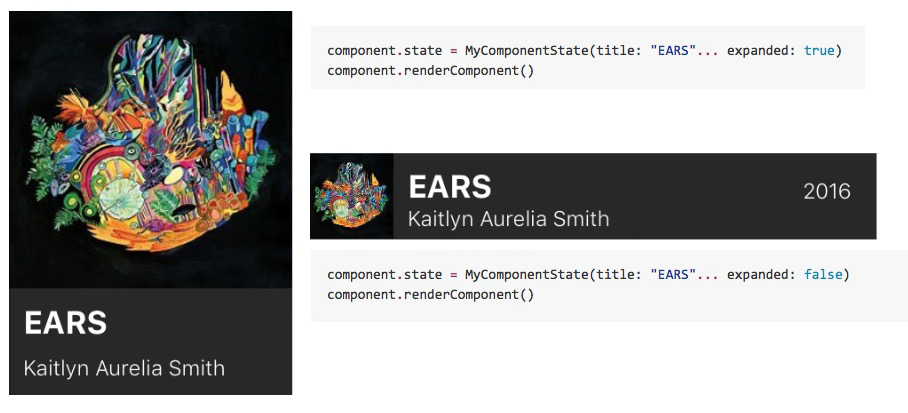 EARS
Kaitlyn Aurelia Smith
component.state = MyComponentState(title: "EARS"... expanded: true)
component.renderComponent()
EARS
2016
Kaitlyn Aurelia Smith
component.state = MyComponentState(title: "EARS"... expanded: false)
component.renderComponent()